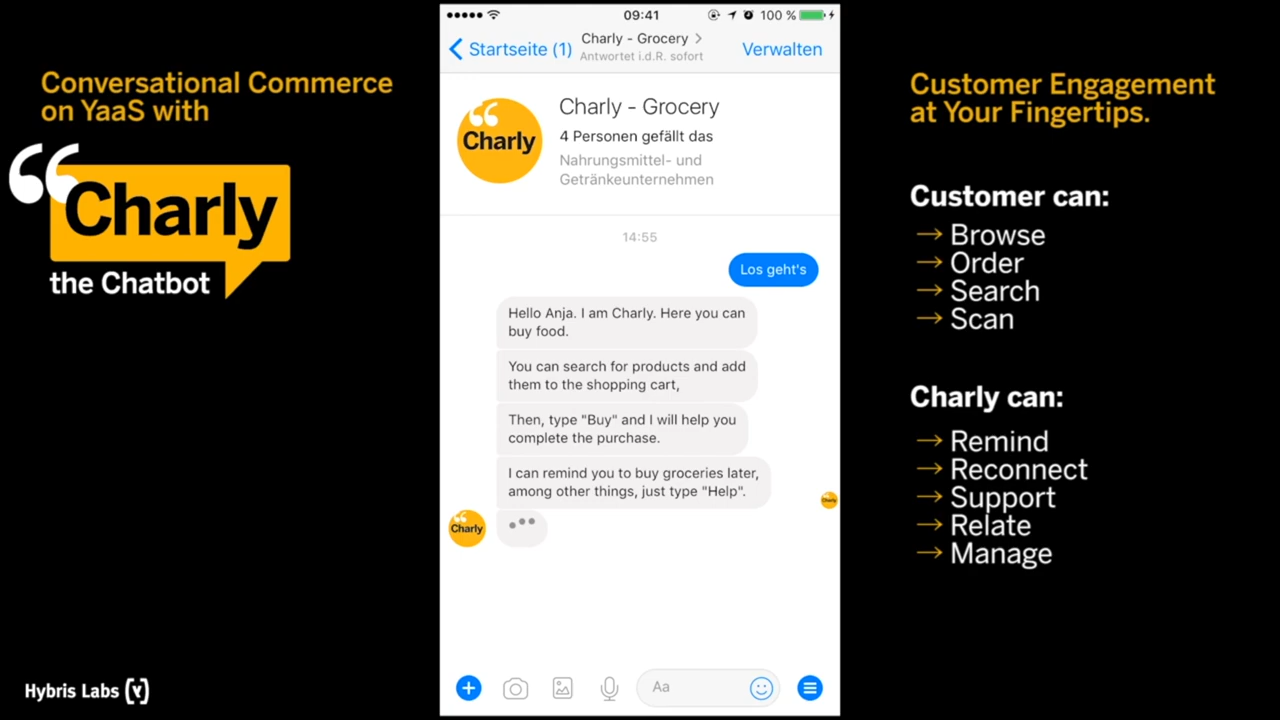 Conversational Commerce
on YaaS with
Charly
the Chatbot
Hybris Labs (Y)
09:41
100 %
Startseite (1)
Charly - Grocery
Antwortet i.d.R. sofort
Verwalten
Charly
Charly - Grocery
4 Personen gefällt das
Nahrungsmittel- und
Getränkeunternehmen
14:55
Los geht's
Hello Anja. I am Charly. Here you can
buy food.
You can search for products and add
them to the shopping cart,
Then, type "Buy" and I will help you
complete the purchase.
I can remind you to buy groceries later,
among other things, just type "Help".
Charly
Charly
Aa
Customer Engagement
at Your Fingertips.
Customer can:
→ Browse
→ Order
→ Search
→ Scan
Charly can:
→ Remind
→ Reconnect
→ Support
→ Relate
→ Manage